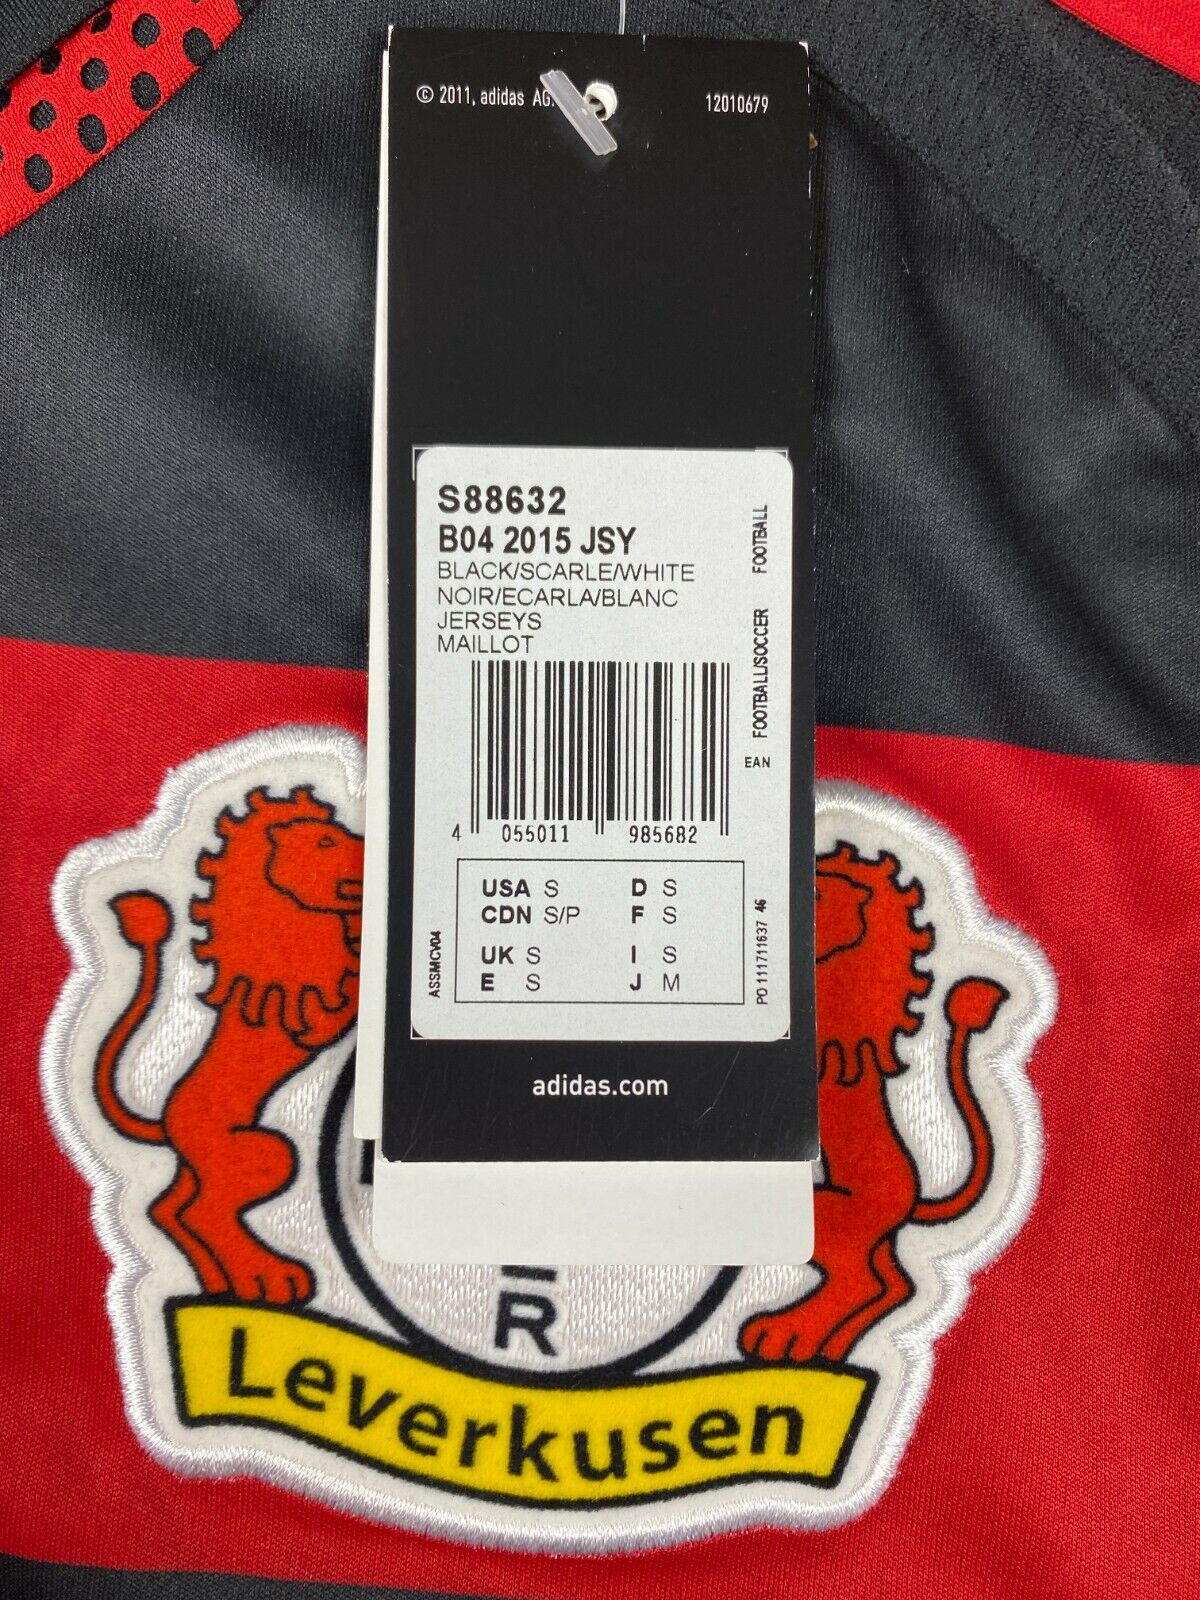 © 2011, adidas AG.
12010679
S88632
B04 2015 JSY
BLACK/SCARLE/WHITE
NOIR/ECARLA/BLANC
JERSEYS
MAILLOT
FOOTBALL/SOCCER FOOTBALL
EAN
4 055011 985682
USA S D S
CDN S/P F S
UK S I S
E S J M
ASSMCV04
PO 111711637 46
adidas.com
R
Leverkusen